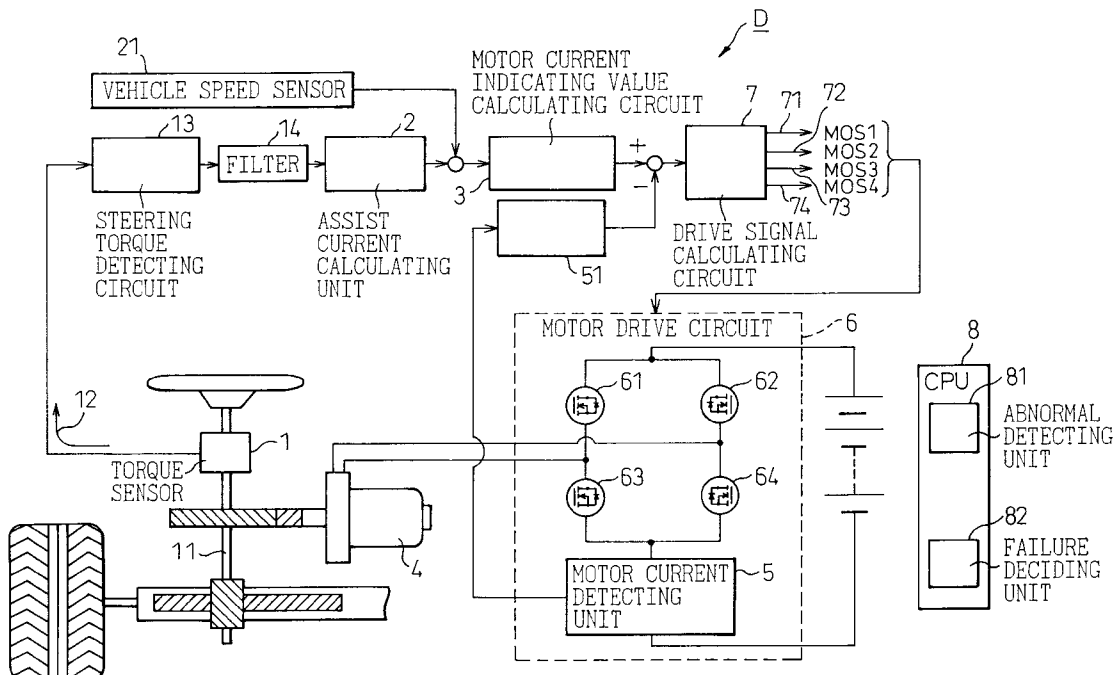 D
21
VEHICLE SPEED SENSOR
MOTOR CURRENT
INDICATING VALUE
CALCULATING CIRCUIT
13
14
2
7
71
72
FILTER
3
+
−
MOS1
MOS2
MOS3
MOS4
74
73
STEERING
TORQUE
DETECTING
CIRCUIT
ASSIST
CURRENT
CALCULATING
UNIT
51
DRIVE SIGNAL
CALCULATING
CIRCUIT
MOTOR DRIVE CIRCUIT
6
61
62
63
64
8
CPU
81
ABNORMAL
DETECTING
UNIT
82
FAILURE
DECIDING
UNIT
12
1
TORQUE
SENSOR
11
4
MOTOR CURRENT
DETECTING
UNIT
5